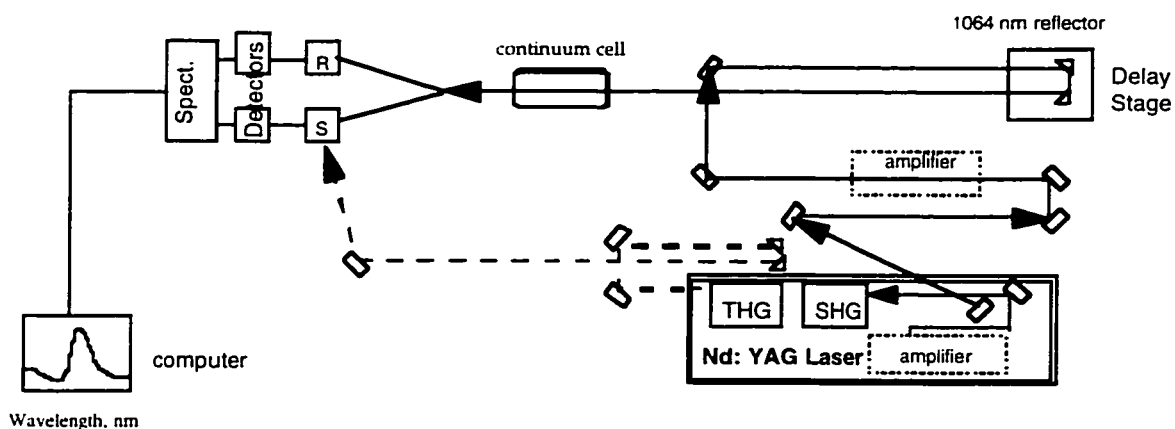 1064 nm reflector
continuum cell
Delay
Stage
Spect.
Detectors
R
S
amplifier
THG
SHG
Nd: YAG Laser
amplifier
computer
Wavelength, nm